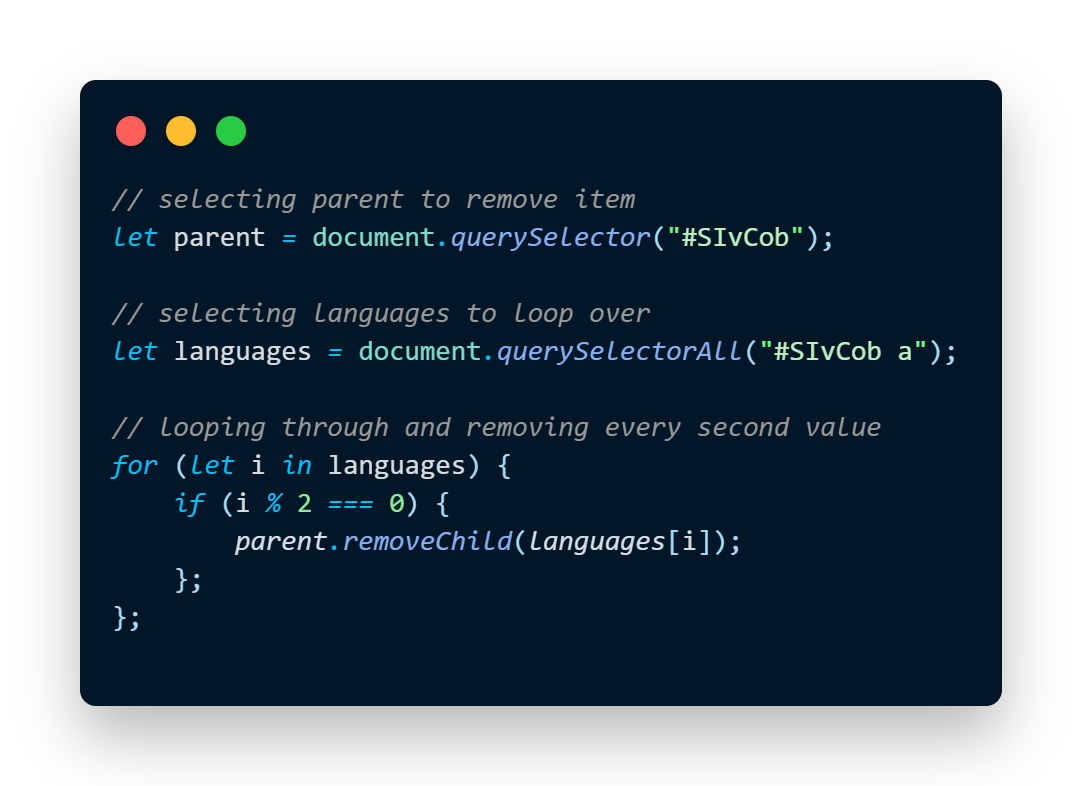 // selecting parent to remove item
let parent = document.querySelector("#SIvCob");
// selecting languages to loop over
let languages = document.querySelectorAll("#SIvCob a");
// looping through and removing every second value
for (let i in languages) {
    if (i % 2 === 0) {
        parent.removeChild(languages[i]);
    };
};